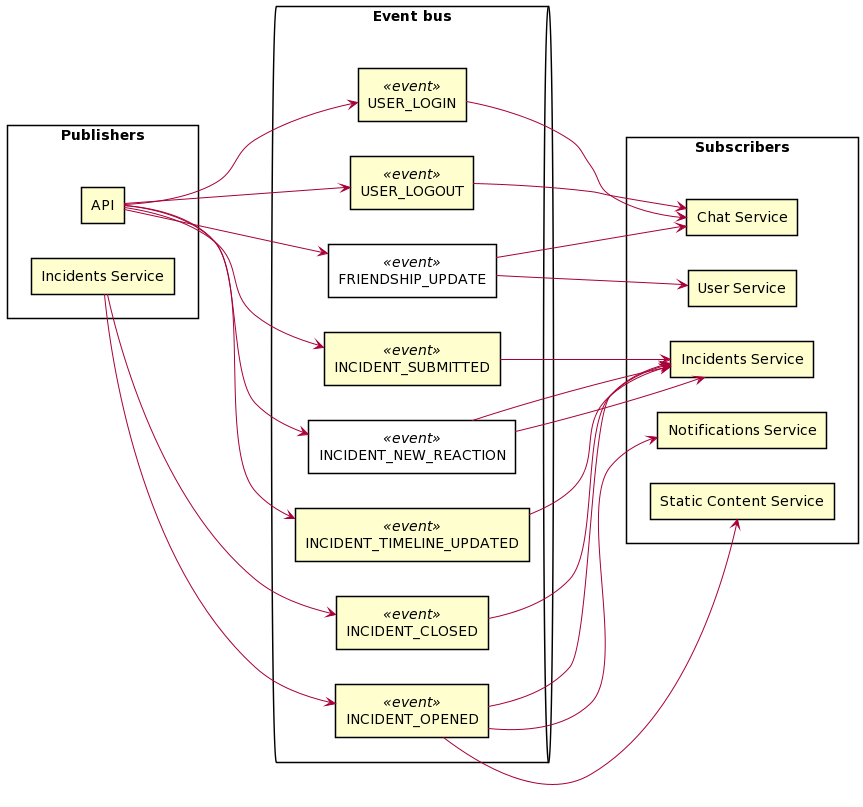 Publishers
API
Incidents Service
Event bus
«event»
USER_LOGIN
«event»
USER_LOGOUT
«event»
FRIENDSHIP_UPDATE
«event»
INCIDENT_SUBMITTED
«event»
INCIDENT_NEW_REACTION
«event»
INCIDENT_TIMELINE_UPDATED
«event»
INCIDENT_CLOSED
«event»
INCIDENT_OPENED
Subscribers
Chat Service
User Service
Incidents Service
Notifications Service
Static Content Service